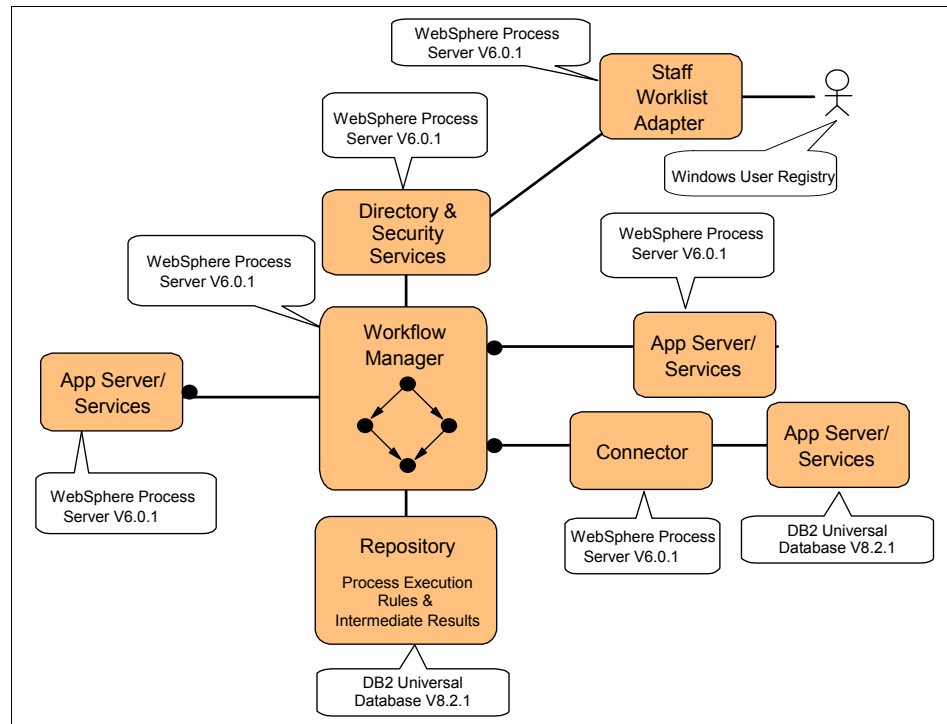 WebSphere Process
Server V6.0.1
Staff
Worklist
Adapter
WebSphere Process
Server V6.0.1
Windows User Registry
Directory &
Security
Services
WebSphere Process
Server V6.0.1
WebSphere Process
Server V6.0.1
Workflow
Manager
App Server/
Services
App Server/
Services
Connector
App Server/
Services
WebSphere Process
Server V6.0.1
Repository
Process Execution
Rules &
Intermediate Results
WebSphere Process
Server V6.0.1
DB2 Universal
Database V8.2.1
DB2 Universal
Database V8.2.1